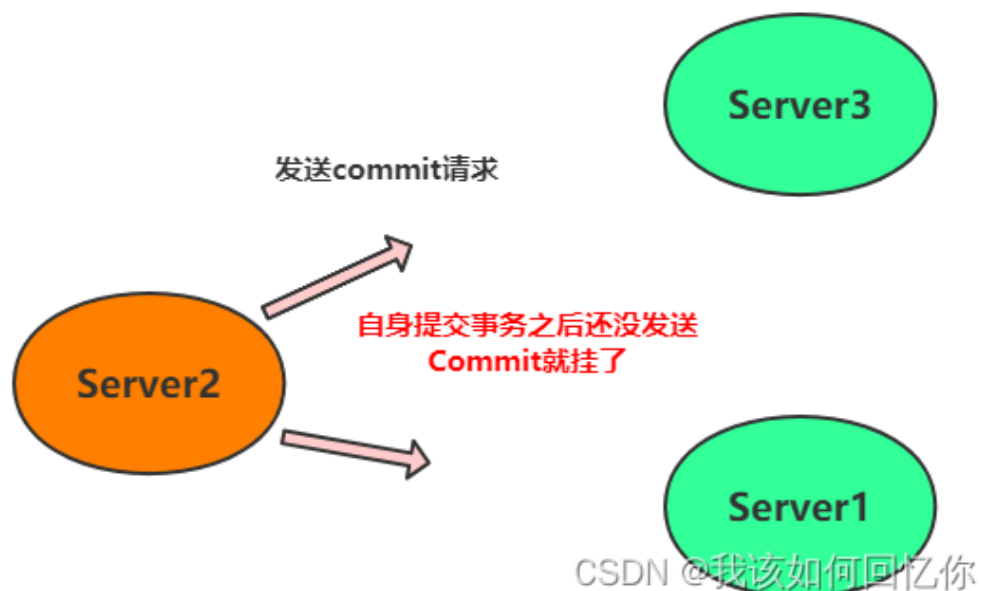 Server3
发送commit请求
自身提交事务之后还没发送
Commit就挂了
Server2
Server1
CSDN @我该如何回忆你